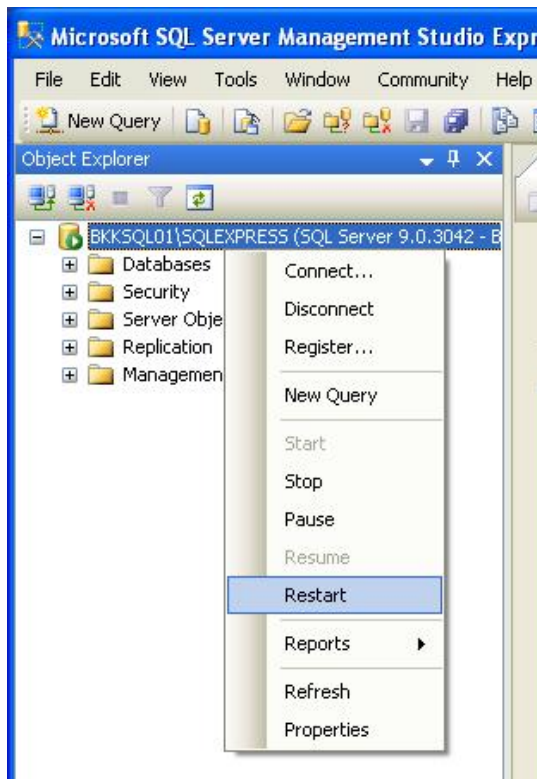 Microsoft SQL Server Management Studio Expr
File Edit View Tools Window Community Help
New Query
Object Explorer
BKKSQL01\SQLEXPRESS (SQL Server 9.0.3042 - B
Databases
Security
Server Obje
Replication
Managemen
Connect...
Disconnect
Register...
New Query
Start
Stop
Pause
Resume
Restart
Reports
Refresh
Properties